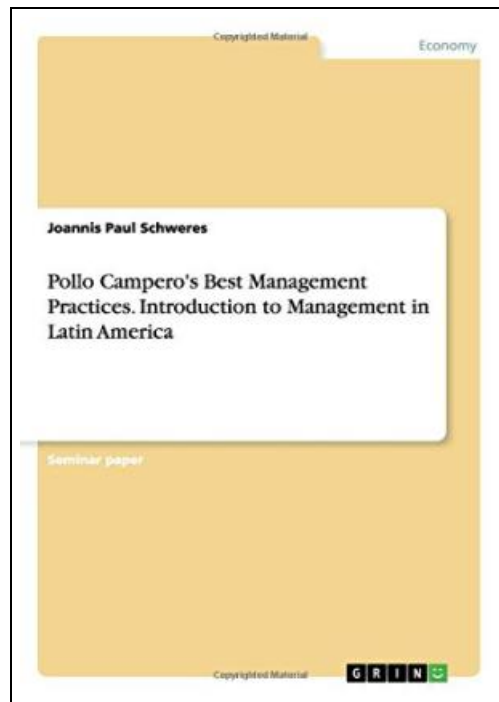 Copyrighted Material
Economy
Joannis Paul Schweres
Pollo Campero's Best Management
Practices. Introduction to Management in
Latin America
Seminar paper
Copyrighted Material
GRIN